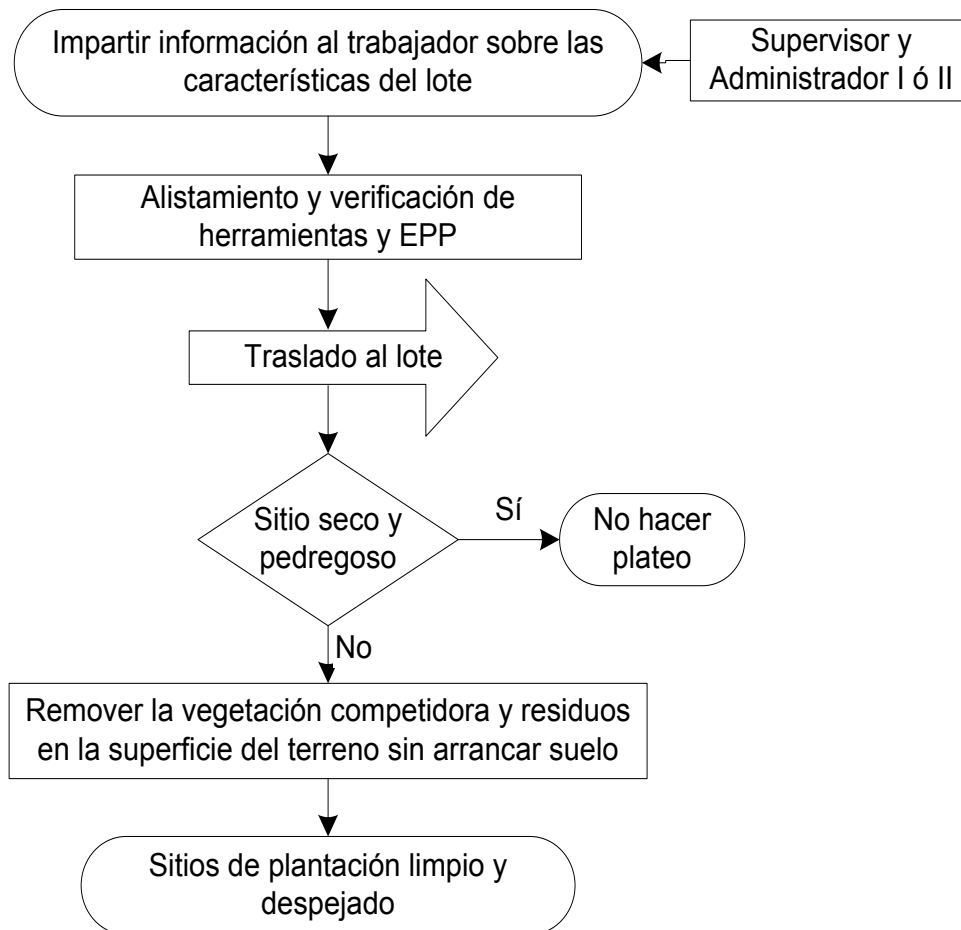 Impartir información al trabajador sobre las
características del lote
Supervisor y
Administrador I ó II
Alistamiento y verificación de
herramientas y EPP
Traslado al lote
Sitio seco y
pedregoso
Sí
No hacer
plateo
No
Remover la vegetación competidora y residuos
en la superficie del terreno sin arrancar suelo
Sitios de plantación limpio y
despejado